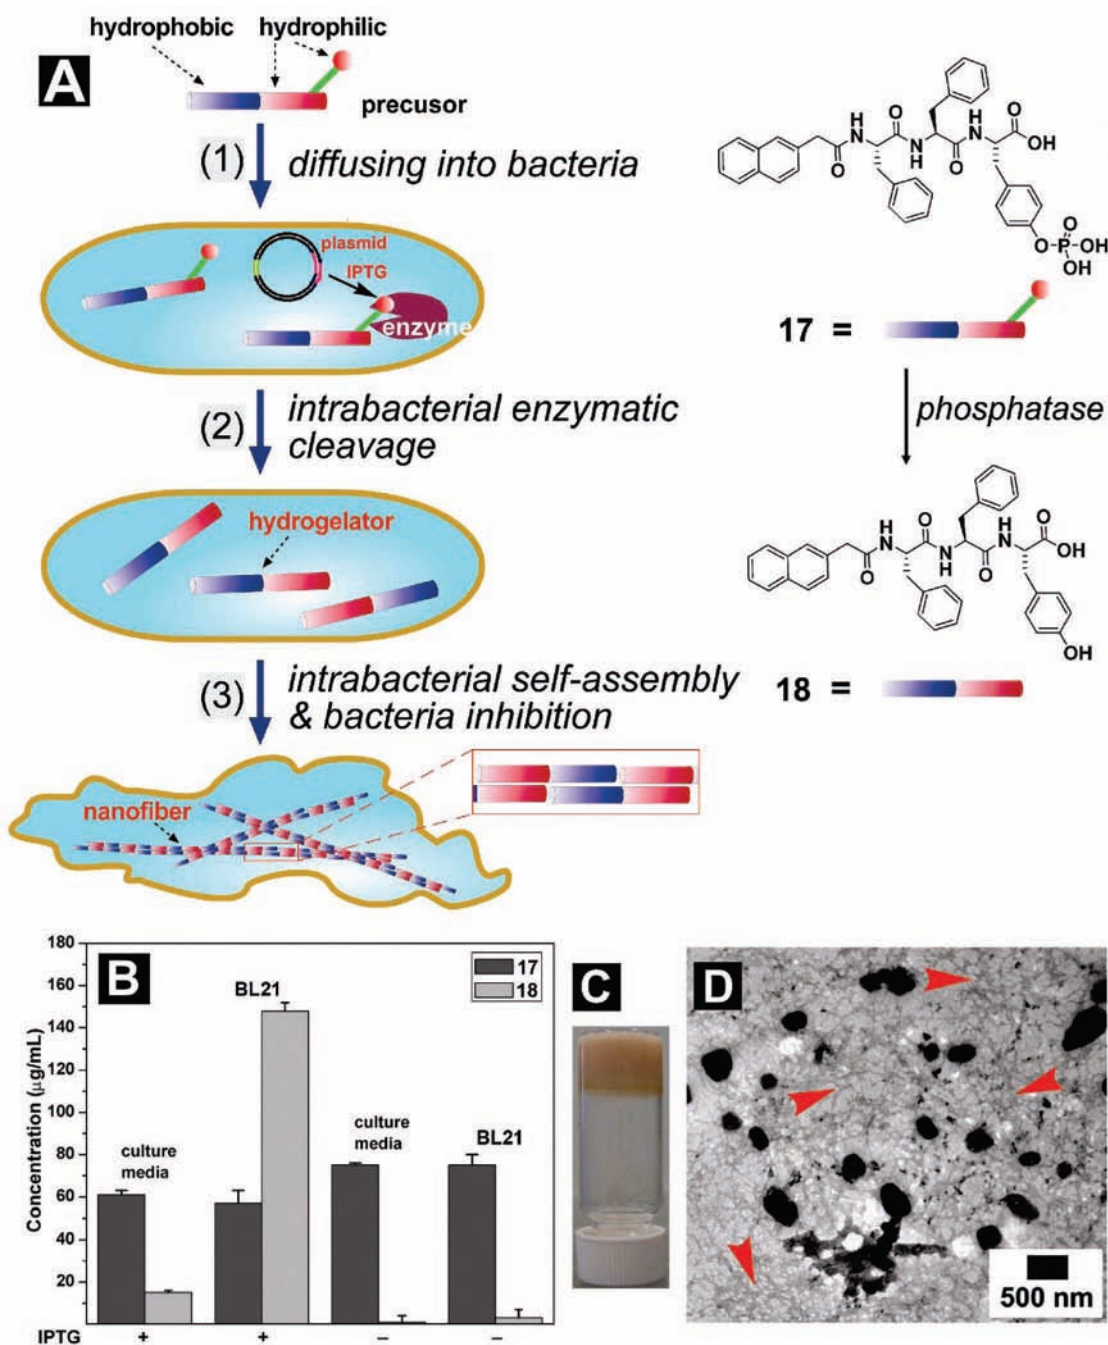 hydrophobic hydrophilic
A
precusor
(1) diffusing into bacteria
plasmid
IPTG
enzyme
(2) intrabacterial enzymatic
cleavage
hydrogelator
(3) intrabacterial self-assembly
& bacteria inhibition
nanofiber
H N
O
N H
O
H N
O
OH
O
O
O P OH
OH
17 =
phosphatase
H N
O
N H
O
H N
O
OH
O
OH
18 =
B
17
18
Concentration (µg/mL)
180
160
140
120
100
80
60
40
20
culture
media
BL21
culture
media
BL21
IPTG + + – –
C
D
500 nm